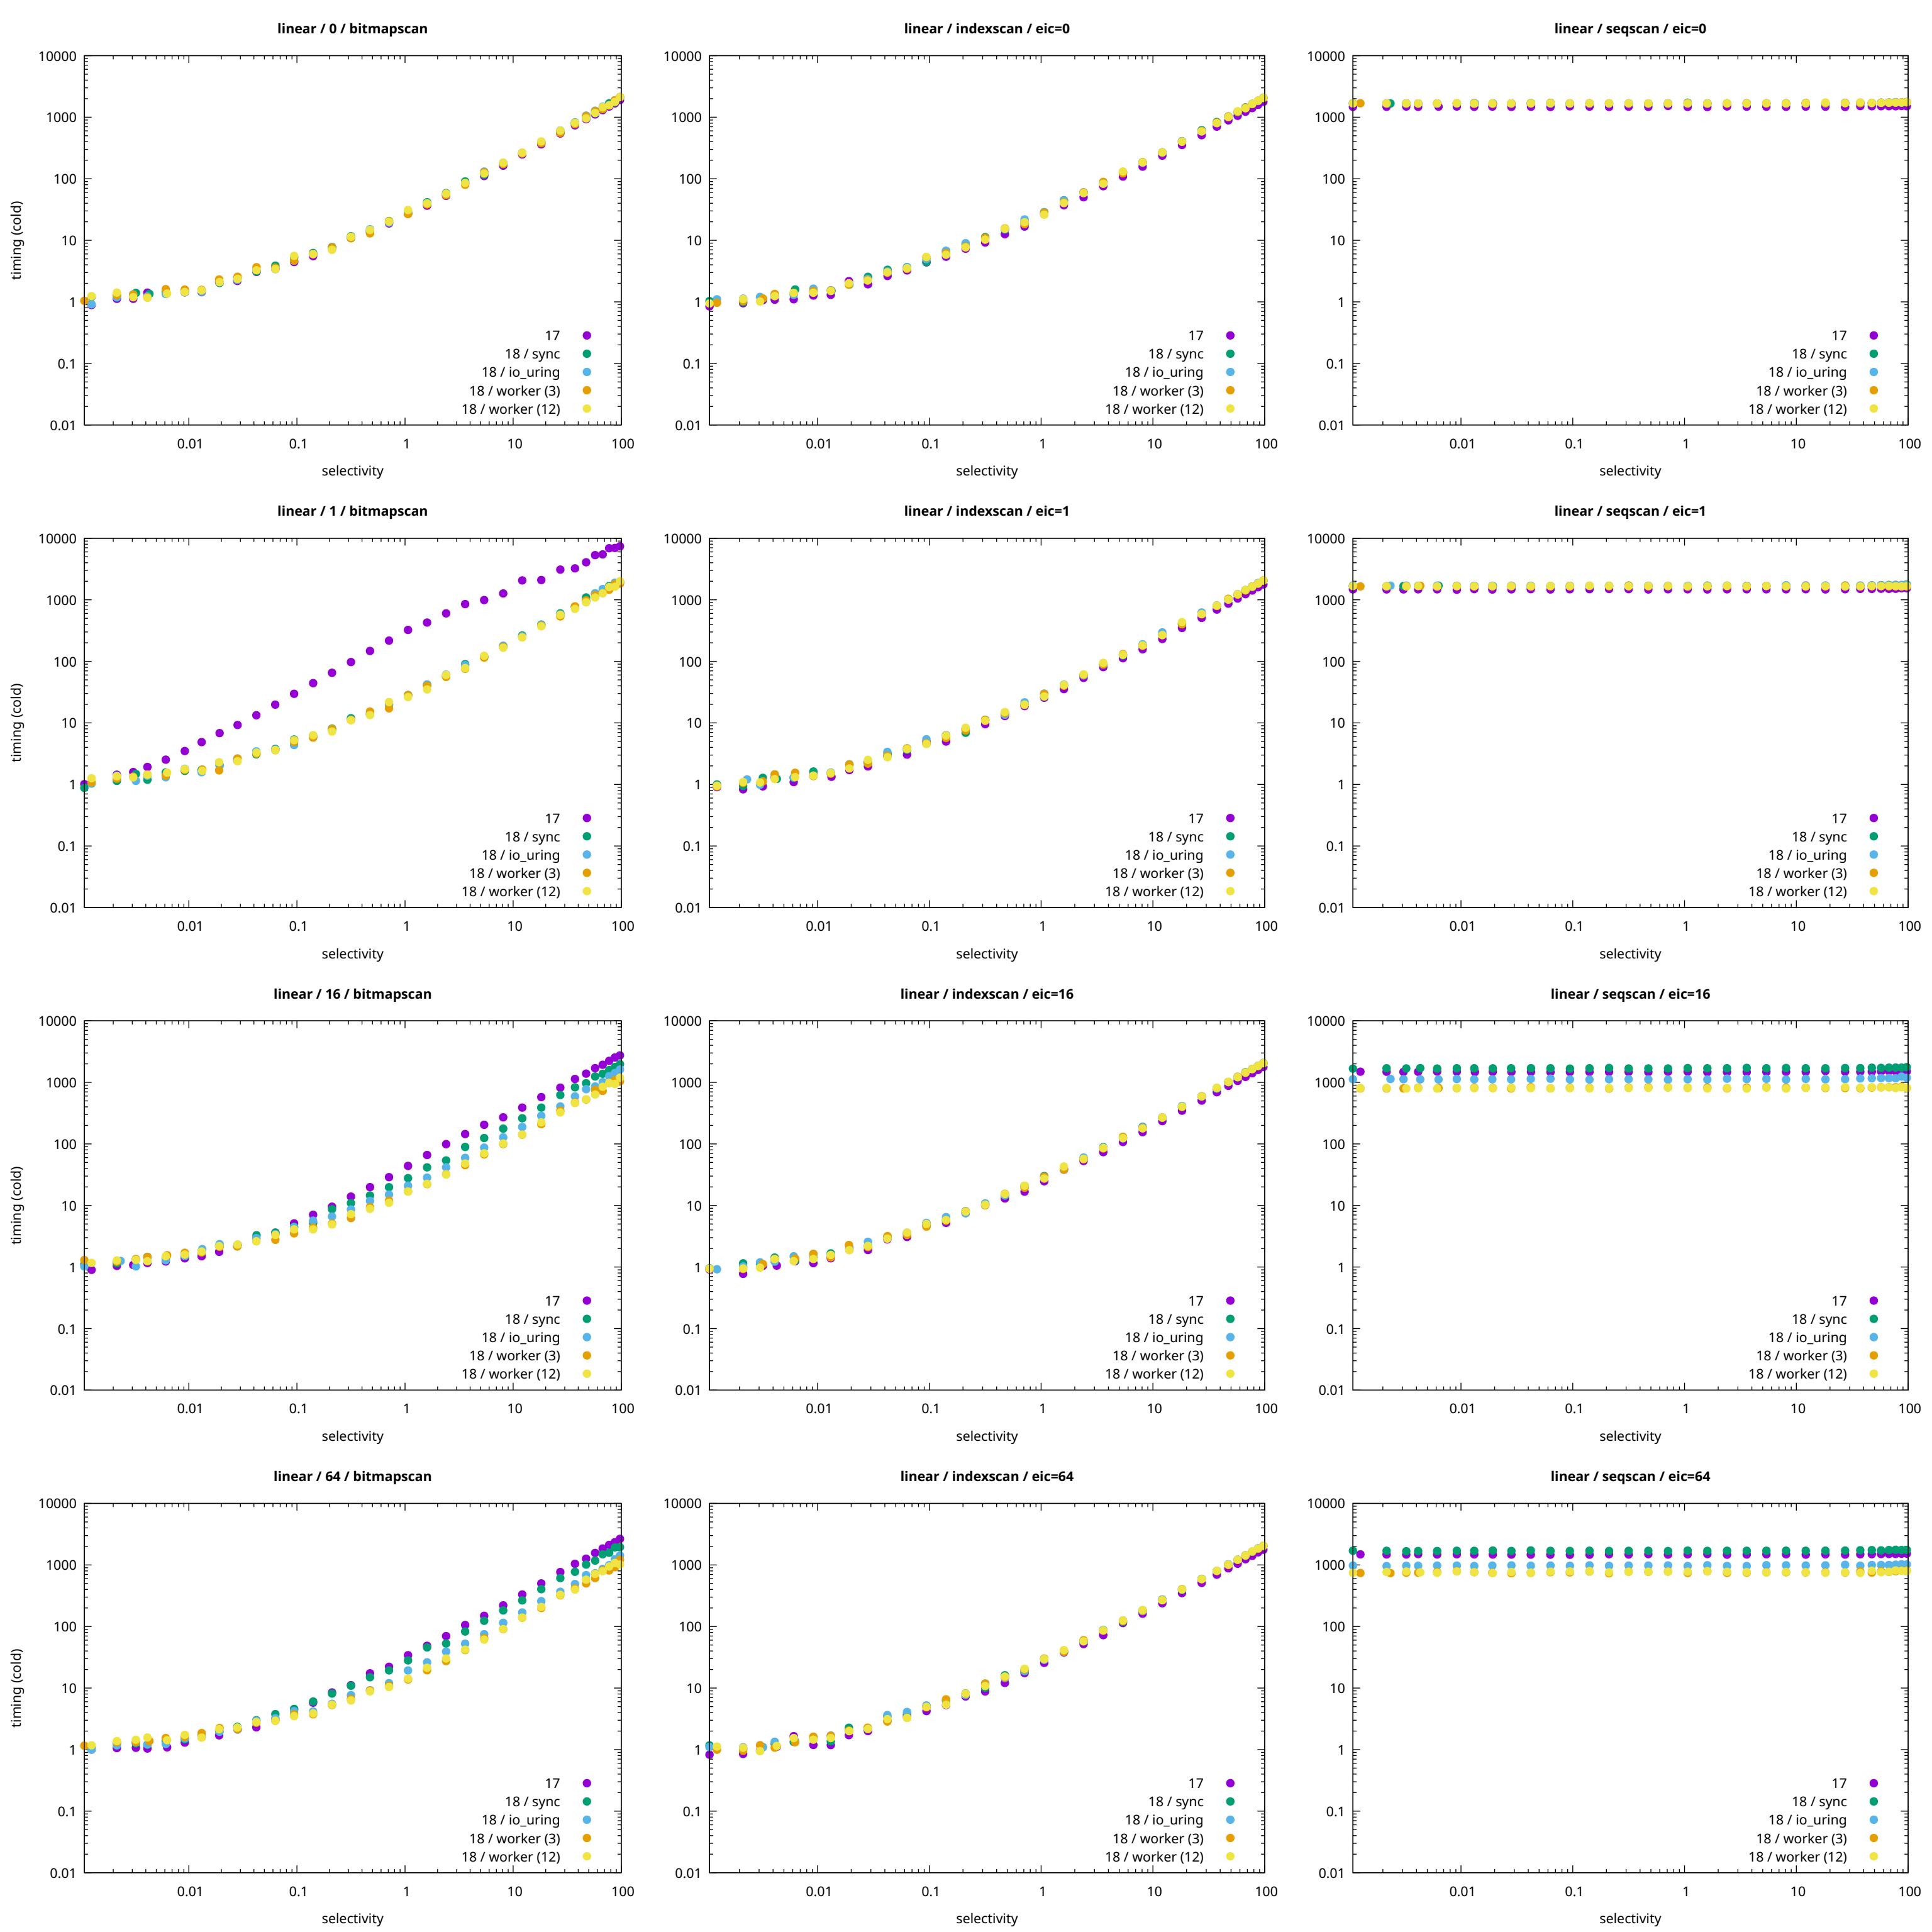 linear / 0 / bitmapscan
timing (cold)
10000
1000
100
10
1
0.1
0.01
17
18 / sync
18 / io_uring
18 / worker (3)
18 / worker (12)
0.01 0.1 1 10 100
selectivity
linear / indexscan / eic=0
10000
1000
100
10
1
0.1
0.01
17
18 / sync
18 / io_uring
18 / worker (3)
18 / worker (12)
0.01 0.1 1 10 100
selectivity
linear / seqscan / eic=0
10000
1000
100
10
1
0.1
0.01
17
18 / sync
18 / io_uring
18 / worker (3)
18 / worker (12)
0.01 0.1 1 10 100
selectivity
linear / 1 / bitmapscan
timing (cold)
10000
1000
100
10
1
0.1
0.01
17
18 / sync
18 / io_uring
18 / worker (3)
18 / worker (12)
0.01 0.1 1 10 100
selectivity
linear / indexscan / eic=1
10000
1000
100
10
1
0.1
0.01
17
18 / sync
18 / io_uring
18 / worker (3)
18 / worker (12)
0.01 0.1 1 10 100
selectivity
linear / seqscan / eic=1
10000
1000
100
10
1
0.1
0.01
17
18 / sync
18 / io_uring
18 / worker (3)
18 / worker (12)
0.01 0.1 1 10 100
selectivity
linear / 16 / bitmapscan
timing (cold)
10000
1000
100
10
1
0.1
0.01
17
18 / sync
18 / io_uring
18 / worker (3)
18 / worker (12)
0.01 0.1 1 10 100
selectivity
linear / indexscan / eic=16
10000
1000
100
10
1
0.1
0.01
17
18 / sync
18 / io_uring
18 / worker (3)
18 / worker (12)
0.01 0.1 1 10 100
selectivity
linear / seqscan / eic=16
10000
1000
100
10
1
0.1
0.01
17
18 / sync
18 / io_uring
18 / worker (3)
18 / worker (12)
0.01 0.1 1 10 100
selectivity
linear / 64 / bitmapscan
timing (cold)
10000
1000
100
10
1
0.1
0.01
17
18 / sync
18 / io_uring
18 / worker (3)
18 / worker (12)
0.01 0.1 1 10 100
selectivity
linear / indexscan / eic=64
10000
1000
100
10
1
0.1
0.01
17
18 / sync
18 / io_uring
18 / worker (3)
18 / worker (12)
0.01 0.1 1 10 100
selectivity
linear / seqscan / eic=64
10000
1000
100
10
1
0.1
0.01
17
18 / sync
18 / io_uring
18 / worker (3)
18 / worker (12)
0.01 0.1 1 10 100
selectivity